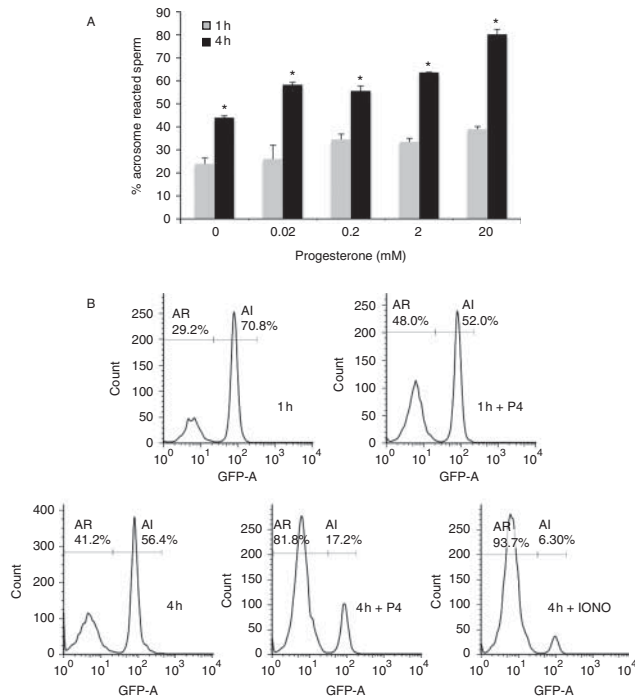 A
1 h
4 h
% acrosome reacted sperm
90
80
70
60
50
40
30
20
10
0
* * * * *
0 0.02 0.2 2 20
Progesterone (mM)
B
AR
29.2%
AI
70.8%
Count
250
200
150
100
50
0
1 h
10⁰ 10¹ 10² 10³ 10⁴
GFP-A
AR
48.0%
AI
52.0%
Count
250
200
150
100
50
0
1 h + P4
10⁰ 10¹ 10² 10³ 10⁴
GFP-A
AR
41.2%
AI
56.4%
Count
400
300
200
100
0
4 h
10⁰ 10¹ 10² 10³ 10⁴
GFP-A
AR
81.8%
AI
17.2%
Count
250
200
150
100
50
0
4 h + P4
10⁰ 10¹ 10² 10³ 10⁴
GFP-A
AR
93.7%
AI
6.30%
Count
250
200
150
100
50
0
4 h + IONO
10⁰ 10¹ 10² 10³ 10⁴
GFP-A